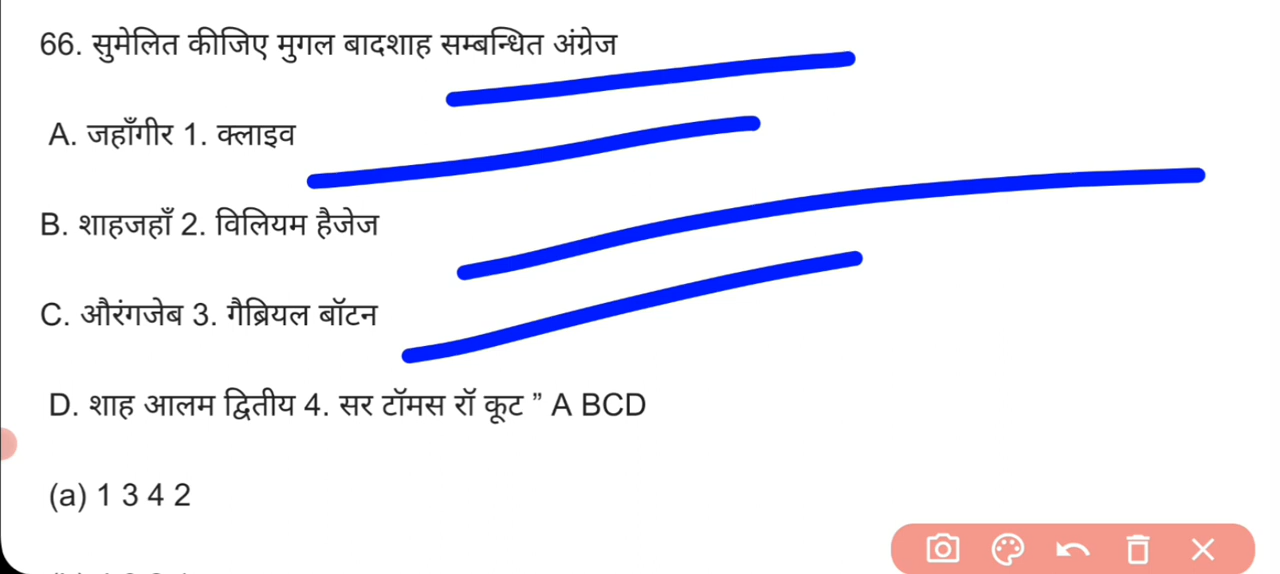 66. सुमेलित कीजिए मुगल बादशाह सम्बन्धित अंग्रेज
A. जहाँगीर 1. क्लाइव
B. शाहजहाँ 2. विलियम हैजेज
C. औरंगजेब 3. गैब्रियल बॉटन
D. शाह आलम द्वितीय 4. सर टॉमस रॉ कूट ” A BCD
(a) 1 3 4 2